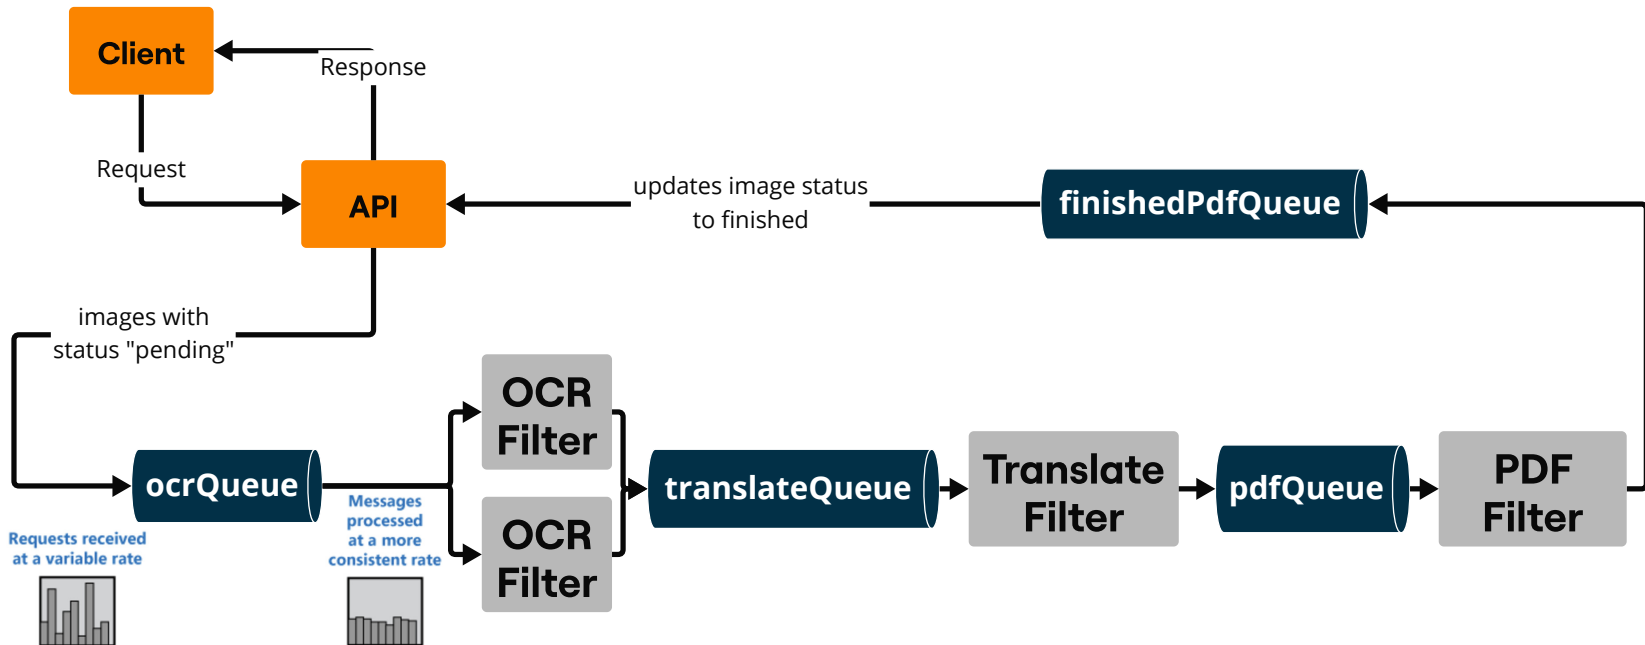 Client
Response
Request
API
updates image status
to finished
finishedPdfQueue
images with
status "pending"
OCR
Filter
OCR
Filter
ocrQueue
translateQueue
Translate
Filter
pdfQueue
PDF
Filter
Requests received
at a variable rate
Messages
processed
at a more
consistent rate